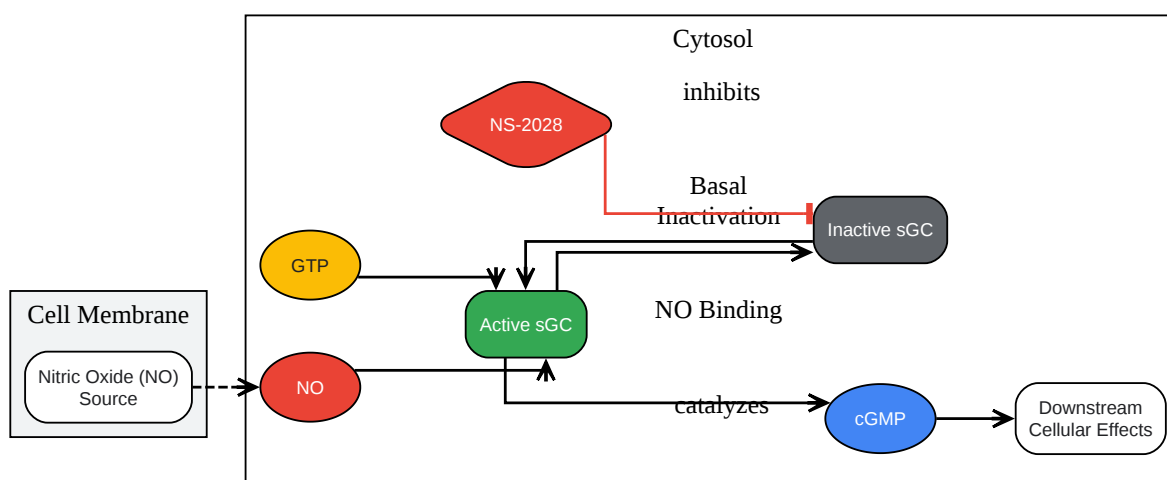 Cytosol
inhibits
NS-2028
Basal
Inactivation
Inactive sGC
GTP
Cell Membrane
NO Binding
Active sGC
Nitric Oxide (NO)
Source
NO
catalyzes
cGMP
Downstream
Cellular Effects